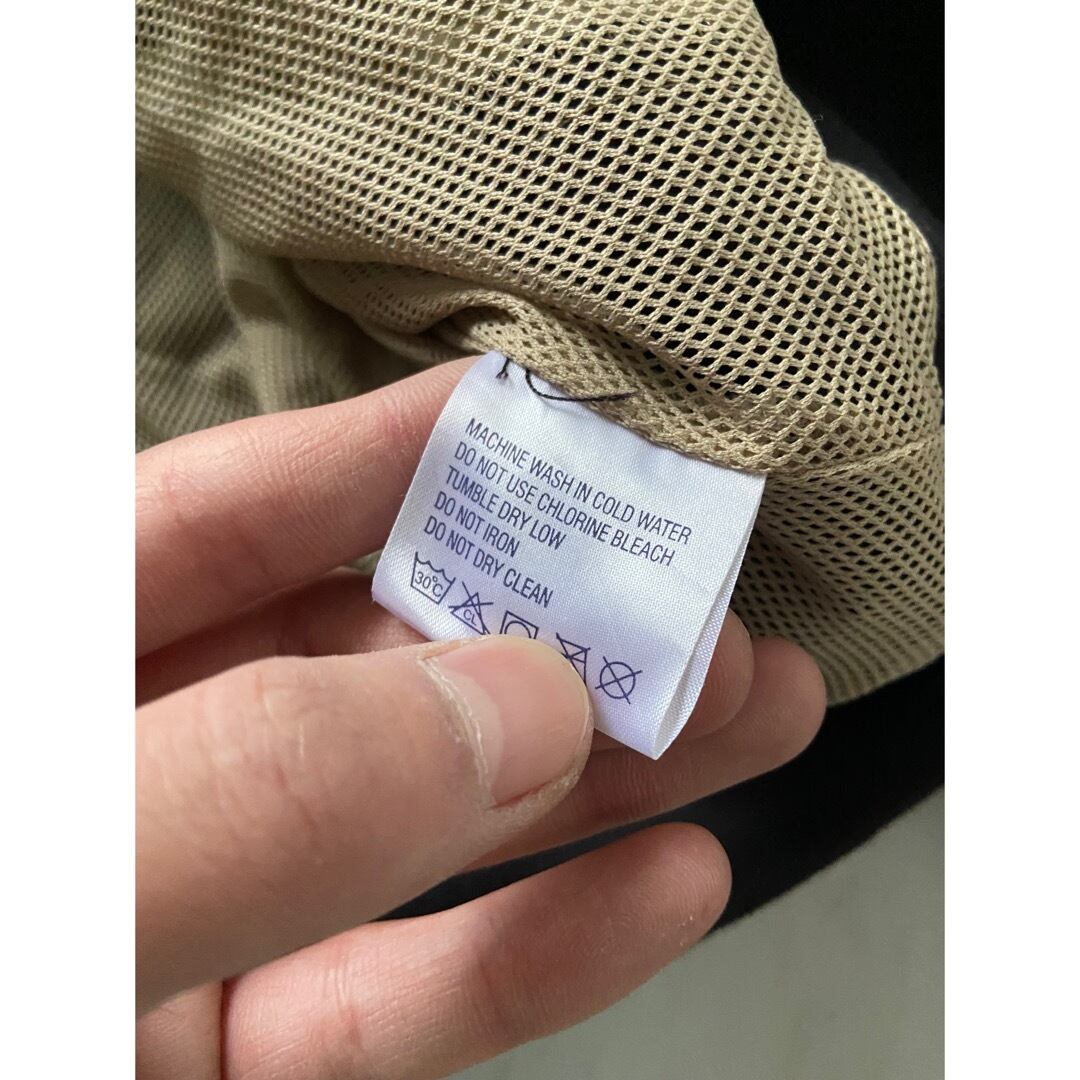 MACHINE WASH IN COLD WATER
DO NOT USE CHLORINE BLEACH
TUMBLE DRY LOW
DO NOT IRON
DO NOT DRY CLEAN
30°C CL